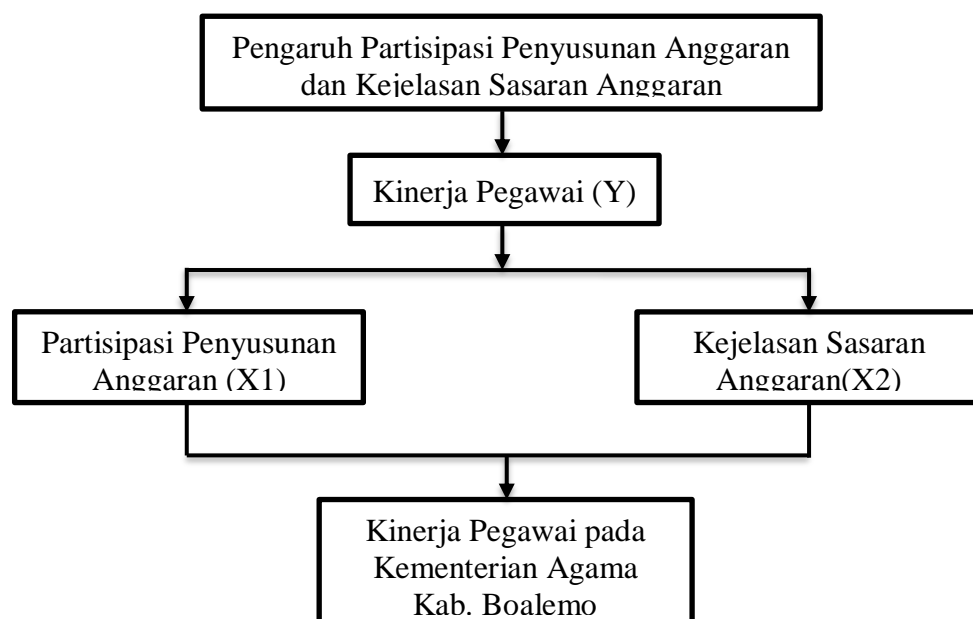 Pengaruh Partisipasi Penyusunan Anggaran
dan Kejelasan Sasaran Anggaran
Kinerja Pegawai (Y)
Partisipasi Penyusunan
Anggaran (X1)
Kejelasan Sasaran
Anggaran(X2)
Kinerja Pegawai pada
Kementerian Agama
Kab. Boalemo